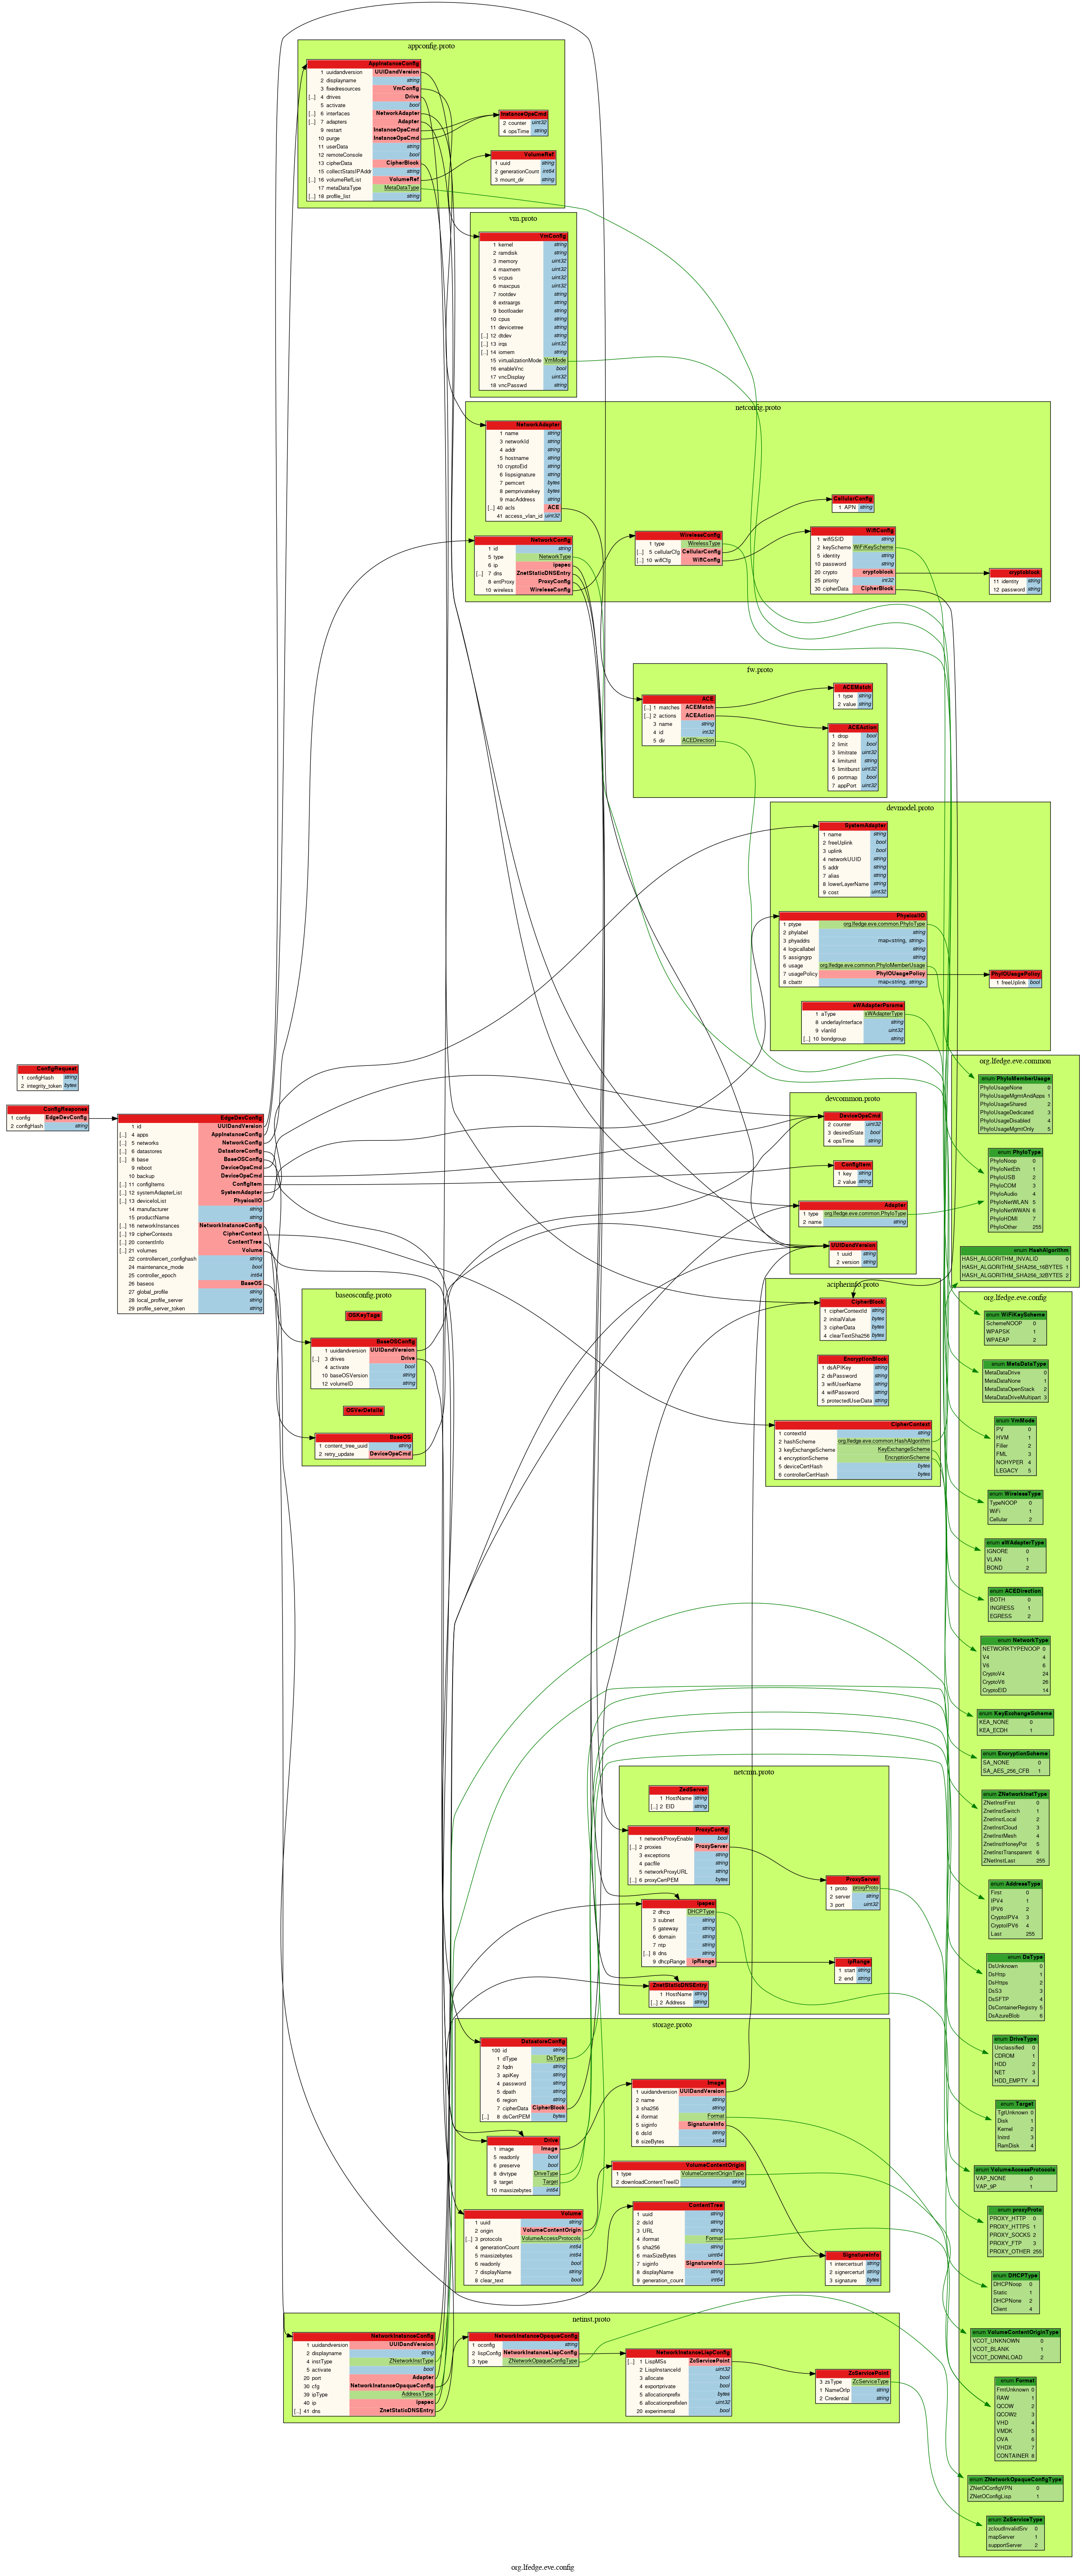 appconfig.proto
AppInstanceConfig
1 uuidandversion UUIDandVersion
2 displayname string
3 fixedresources VmConfig
[...] 4 drives Drive
5 activate bool
[...] 6 interfaces NetworkAdapter
[...] 7 adapters Adapter
9 restart InstanceOpsCmd
10 purge InstanceOpsCmd
11 userData string
12 remoteConsole bool
13 cipherData CipherBlock
15 collectStatsIPAddr string
[...] 16 volumeRefList VolumeRef
17 metaDataType MetaDataType
[...] 18 profile_list string
InstanceOpsCmd
2 counter uint32
4 opsTime string
VolumeRef
1 uuid string
2 generationCount int64
3 mount_dir string
vm.proto
VmConfig
1 kernel string
2 ramdisk string
3 memory uint32
4 maxmem uint32
5 vcpus uint32
6 maxcpus uint32
7 rootdev string
8 extraargs string
9 bootloader string
10 cpus string
11 devicetree string
[...] 12 dtdev string
[...] 13 irqs uint32
[...] 14 iomem string
15 virtualizationMode VmMode
16 enableVnc bool
17 vncDisplay uint32
18 vncPasswd string
netconfig.proto
NetworkAdapter
1 name string
3 networkId string
4 addr string
5 hostname string
10 cryptoEid string
6 lispsignature string
7 pemcert bytes
8 pemprivatekey bytes
9 macAddress string
[...] 40 acls ACE
41 access_vlan_id uint32
NetworkConfig
1 id string
5 type NetworkType
6 ip ipspec
[...] 7 dns ZnetStaticDNSEntry
8 entProxy ProxyConfig
10 wireless WirelessConfig
WirelessConfig
1 type WirelessType
[...] 5 cellularCfg CellularConfig
[...] 10 wifiCfg WifiConfig
CellularConfig
1 APN string
WifiConfig
1 wifiSSID string
2 keyScheme WiFiKeyScheme
5 identity string
10 password string
20 crypto cryptoblock
25 priority int32
30 cipherData CipherBlock
cryptoblock
11 identity string
12 password string
fw.proto
ACE
[...] 1 matches ACEMatch
[...] 2 actions ACEAction
3 name string
4 id int32
5 dir ACEDirection
ACEMatch
1 type string
2 value string
ACEAction
1 drop bool
2 limit bool
3 limitrate uint32
4 limitunit string
5 limitburst uint32
6 portmap bool
7 appPort uint32
devmodel.proto
SystemAdapter
1 name string
2 freeUplink bool
3 uplink bool
4 networkUUID string
5 addr string
7 alias string
8 lowerLayerName string
9 cost uint32
PhysicalIO
1 ptype org.lfedge.eve.common.PhyIoType
2 phylabel string
3 phyaddrs map<string, string>
4 logicallabel string
5 assigngrp string
6 usage org.lfedge.eve.common.PhyIoMemberUsage
7 usagePolicy PhyIOUsagePolicy
8 cbattr map<string, string>
PhyIOUsagePolicy
1 freeUplink bool
sWAdapterParams
1 aType sWAdapterType
8 underlayInterface string
9 vlanId uint32
[...] 10 bondgroup string
ConfigRequest
1 configHash string
2 integrity_token bytes
ConfigResponse
1 config EdgeDevConfig
2 configHash string
EdgeDevConfig
1 id UUIDandVersion
[...] 4 apps AppInstanceConfig
[...] 5 networks NetworkConfig
[...] 6 datastores DatastoreConfig
[...] 8 base BaseOSConfig
9 reboot DeviceOpsCmd
10 backup DeviceOpsCmd
[...] 11 configItems ConfigItem
[...] 12 systemAdapterList SystemAdapter
[...] 13 deviceIoList PhysicalIO
14 manufacturer string
15 productName string
[...] 16 networkInstances NetworkInstanceConfig
[...] 19 cipherContexts CipherContext
[...] 20 contentInfo ContentTree
[...] 21 volumes Volume
22 controllercert_confighash string
24 maintenance_mode bool
25 controller_epoch int64
26 baseos BaseOS
27 global_profile string
28 local_profile_server string
29 profile_server_token string
devcommon.proto
DeviceOpsCmd
2 counter uint32
3 desiredState bool
4 opsTime string
ConfigItem
1 key string
2 value string
Adapter
1 type org.lfedge.eve.common.PhyIoType
2 name string
UUIDandVersion
1 uuid string
2 version string
org.lfedge.eve.common
enum PhyIoMemberUsage
PhyIoUsageNone 0
PhyIoUsageMgmtAndApps 1
PhyIoUsageShared 2
PhyIoUsageDedicated 3
PhyIoUsageDisabled 4
PhyIoUsageMgmtOnly 5
enum PhyIoType
PhyIoNoop 0
PhyIoNetEth 1
PhyIoUSB 2
PhyIoCOM 3
PhyIoAudio 4
PhyIoNetWLAN 5
PhyIoNetWWAN 6
PhyIoHDMI 7
PhyIoOther 255
enum HashAlgorithm
HASH_ALGORITHM_INVALID 0
HASH_ALGORITHM_SHA256_16BYTES 1
HASH_ALGORITHM_SHA256_32BYTES 2
baseosconfig.proto
OSKeyTags
BaseOSConfig
1 uuidandversion UUIDandVersion
[...] 3 drives Drive
4 activate bool
10 baseOSVersion string
12 volumeID string
OSVerDetails
BaseOS
1 content_tree_uuid string
2 retry_update DeviceOpsCmd
acipherinfo.proto
CipherBlock
1 cipherContextId string
2 initialValue bytes
3 cipherData bytes
4 clearTextSha256 bytes
EncryptionBlock
1 dsAPIKey string
2 dsPassword string
3 wifiUserName string
4 wifiPassword string
5 protectedUserData string
CipherContext
1 contextId string
2 hashScheme org.lfedge.eve.common.HashAlgorithm
3 keyExchangeScheme KeyExchangeScheme
4 encryptionScheme EncryptionScheme
5 deviceCertHash bytes
6 controllerCertHash bytes
org.lfedge.eve.config
enum WiFiKeyScheme
SchemeNOOP 0
WPAPSK 1
WPAEAP 2
enum MetaDataType
MetaDataDrive 0
MetaDataNone 1
MetaDataOpenStack 2
MetaDataDriveMultipart 3
enum VmMode
PV 0
HVM 1
Filler 2
FML 3
NOHYPER 4
LEGACY 5
enum WirelessType
TypeNOOP 0
WiFi 1
Cellular 2
enum sWAdapterType
IGNORE 0
VLAN 1
BOND 2
enum ACEDirection
BOTH 0
INGRESS 1
EGRESS 2
enum NetworkType
NETWORKTYPENOOP 0
V4 4
V6 6
CryptoV4 24
CryptoV6 26
CryptoEID 14
enum KeyExchangeScheme
KEA_NONE 0
KEA_ECDH 1
enum EncryptionScheme
SA_NONE 0
SA_AES_256_CFB 1
enum ZNetworkInstType
ZNetInstFirst 0
ZnetInstSwitch 1
ZnetInstLocal 2
ZnetInstCloud 3
ZnetInstMesh 4
ZnetInstHoneyPot 5
ZnetInstTransparent 6
ZNetInstLast 255
enum AddressType
First 0
IPV4 1
IPV6 2
CryptoIPV4 3
CryptoIPV6 4
Last 255
enum DsType
DsUnknown 0
DsHttp 1
DsHttps 2
DsS3 3
DsSFTP 4
DsContainerRegistry 5
DsAzureBlob 6
enum DriveType
Unclassified 0
CDROM 1
HDD 2
NET 3
HDD_EMPTY 4
enum Target
TgtUnknown 0
Disk 1
Kernel 2
Initrd 3
RamDisk 4
enum VolumeAccessProtocols
VAP_NONE 0
VAP_9P 1
enum proxyProto
PROXY_HTTP 0
PROXY_HTTPS 1
PROXY_SOCKS 2
PROXY_FTP 3
PROXY_OTHER 255
enum DHCPType
DHCPNoop 0
Static 1
DHCPNone 2
Client 4
enum VolumeContentOriginType
VCOT_UNKNOWN 0
VCOT_BLANK 1
VCOT_DOWNLOAD 2
enum Format
FmtUnknown 0
RAW 1
QCOW 2
QCOW2 3
VHD 4
VMDK 5
OVA 6
VHDX 7
CONTAINER 8
enum ZNetworkOpaqueConfigType
ZNetOConfigVPN 0
ZNetOConfigLisp 1
enum ZcServiceType
zcloudInvalidSrv 0
mapServer 1
supportServer 2
netcmn.proto
ZedServer
1 HostName string
[...] 2 EID string
ProxyConfig
1 networkProxyEnable bool
[...] 2 proxies ProxyServer
3 exceptions string
4 pacfile string
5 networkProxyURL string
[...] 6 proxyCertPEM bytes
ProxyServer
1 proto proxyProto
2 server string
3 port uint32
ipspec
2 dhcp DHCPType
3 subnet string
5 gateway string
6 domain string
7 ntp string
[...] 8 dns string
9 dhcpRange ipRange
ipRange
1 start string
2 end string
ZnetStaticDNSEntry
1 HostName string
[...] 2 Address string
storage.proto
DatastoreConfig
100 id string
1 dType DsType
2 fqdn string
3 apiKey string
4 password string
5 dpath string
6 region string
7 cipherData CipherBlock
[...] 8 dsCertPEM bytes
Drive
1 image Image
5 readonly bool
6 preserve bool
8 drvtype DriveType
9 target Target
10 maxsizebytes int64
Volume
1 uuid string
2 origin VolumeContentOrigin
[...] 3 protocols VolumeAccessProtocols
4 generationCount int64
5 maxsizebytes int64
6 readonly bool
7 displayName string
8 clear_text bool
Image
1 uuidandversion UUIDandVersion
2 name string
3 sha256 string
4 iformat Format
5 siginfo SignatureInfo
6 dsId string
8 sizeBytes int64
VolumeContentOrigin
1 type VolumeContentOriginType
2 downloadContentTreeID string
ContentTree
1 uuid string
2 dsId string
3 URL string
4 iformat Format
5 sha256 string
6 maxSizeBytes uint64
7 siginfo SignatureInfo
8 displayName string
9 generation_count int64
SignatureInfo
1 intercertsurl string
2 signercerturl string
3 signature bytes
netinst.proto
NetworkInstanceConfig
1 uuidandversion UUIDandVersion
2 displayname string
4 instType ZNetworkInstType
5 activate bool
20 port Adapter
30 cfg NetworkInstanceOpaqueConfig
39 ipType AddressType
40 ip ipspec
[...] 41 dns ZnetStaticDNSEntry
NetworkInstanceOpaqueConfig
1 oconfig string
2 lispConfig NetworkInstanceLispConfig
3 type ZNetworkOpaqueConfigType
NetworkInstanceLispConfig
[...] 1 LispMSs ZcServicePoint
2 LispInstanceId uint32
3 allocate bool
4 exportprivate bool
5 allocationprefix bytes
6 allocationprefixlen uint32
20 experimental bool
ZcServicePoint
3 zsType ZcServiceType
1 NameOrIp string
2 Credential string
org.lfedge.eve.config